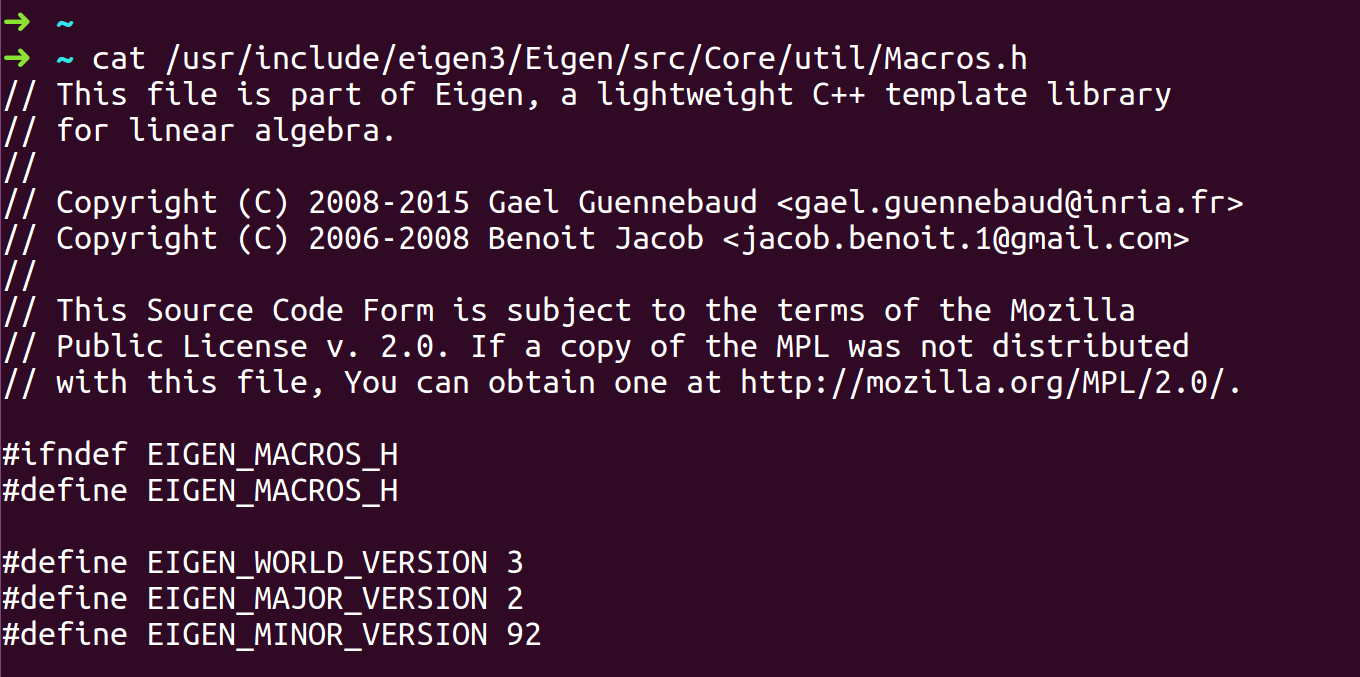 ➜ ~
➜ ~ cat /usr/include/eigen3/Eigen/src/Core/util/Macros.h
// This file is part of Eigen, a lightweight C++ template library
// for linear algebra.
//
// Copyright (C) 2008-2015 Gael Guennebaud <gael.guennebaud@inria.fr>
// Copyright (C) 2006-2008 Benoit Jacob <jacob.benoit.1@gmail.com>
//
// This Source Code Form is subject to the terms of the Mozilla
// Public License v. 2.0. If a copy of the MPL was not distributed
// with this file, You can obtain one at http://mozilla.org/MPL/2.0/.
#ifndef EIGEN_MACROS_H
#define EIGEN_MACROS_H
#define EIGEN_WORLD_VERSION 3
#define EIGEN_MAJOR_VERSION 2
#define EIGEN_MINOR_VERSION 92